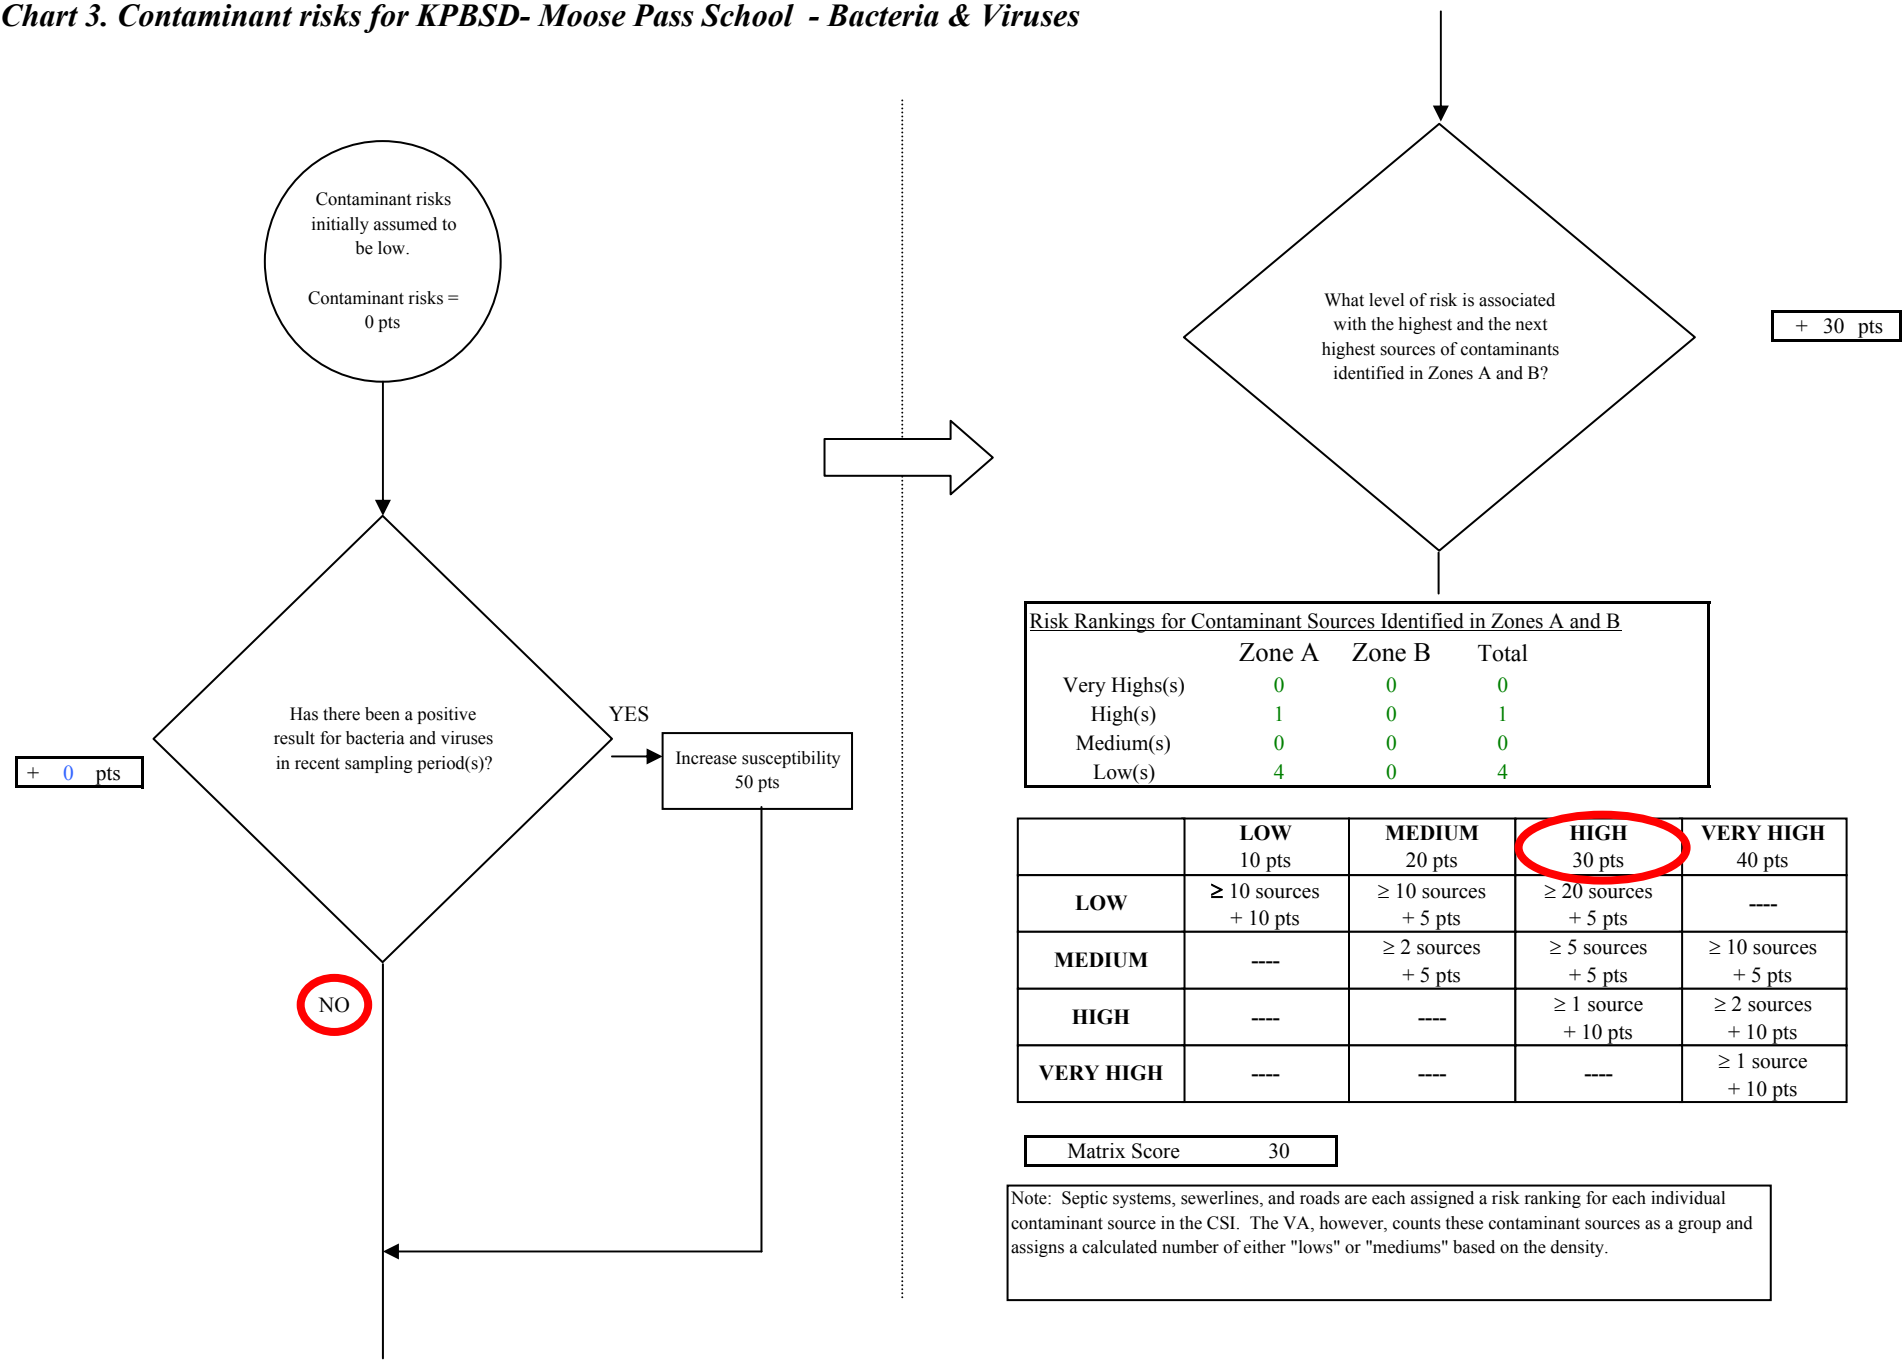 Chart 3. Contaminant risks for KPBSD- Moose Pass School - Bacteria & Viruses
Contaminant risks
initially assumed to
be low.
Contaminant risks =
0 pts
Has there been a positive
result for bacteria and viruses
in recent sampling period(s)?
YES
Increase susceptibility
50 pts
+ 0 pts
NO
What level of risk is associated
with the highest and the next
highest sources of contaminants
identified in Zones A and B?
+ 30 pts
Risk Rankings for Contaminant Sources Identified in Zones A and B
Zone A Zone B Total
Very Highs(s) 0 0 0
High(s) 1 0 1
Medium(s) 0 0 0
Low(s) 4 0 4
LOW MEDIUM HIGH VERY HIGH
10 pts 20 pts 30 pts 40 pts
LOW ≥ 10 sources ≥ 10 sources ≥ 20 sources ----
+ 10 pts + 5 pts + 5 pts
MEDIUM ---- ≥ 2 sources ≥ 5 sources ≥ 10 sources
+ 5 pts + 5 pts + 5 pts
HIGH ---- ---- ≥ 1 source ≥ 2 sources
+ 10 pts + 10 pts
VERY HIGH ---- ---- ---- ≥ 1 source
+ 10 pts
Matrix Score 30
Note: Septic systems, sewerlines, and roads are each assigned a risk ranking for each individual
contaminant source in the CSI. The VA, however, counts these contaminant sources as a group and
assigns a calculated number of either "lows" or "mediums" based on the density.